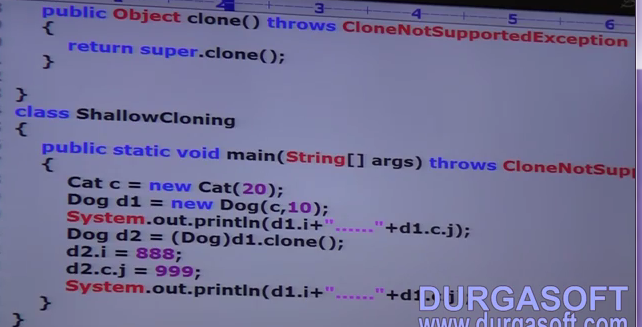 2 3 4 5 6
public Object clone() throws CloneNotSupportedException
{
return super.clone();
}
}
class ShallowCloning
{
public static void main(String[] args) throws CloneNotSupp
{
Cat c = new Cat(20);
Dog d1 = new Dog(c,10);
System.out.println(d1.i+"......"+d1.c.j);
Dog d2 = (Dog)d1.clone();
d2.i = 888;
d2.c.j = 999;
System.out.println(d1.i+"......"+d1.c.j
}
}
DURGASOFT
www.durgasoft.com